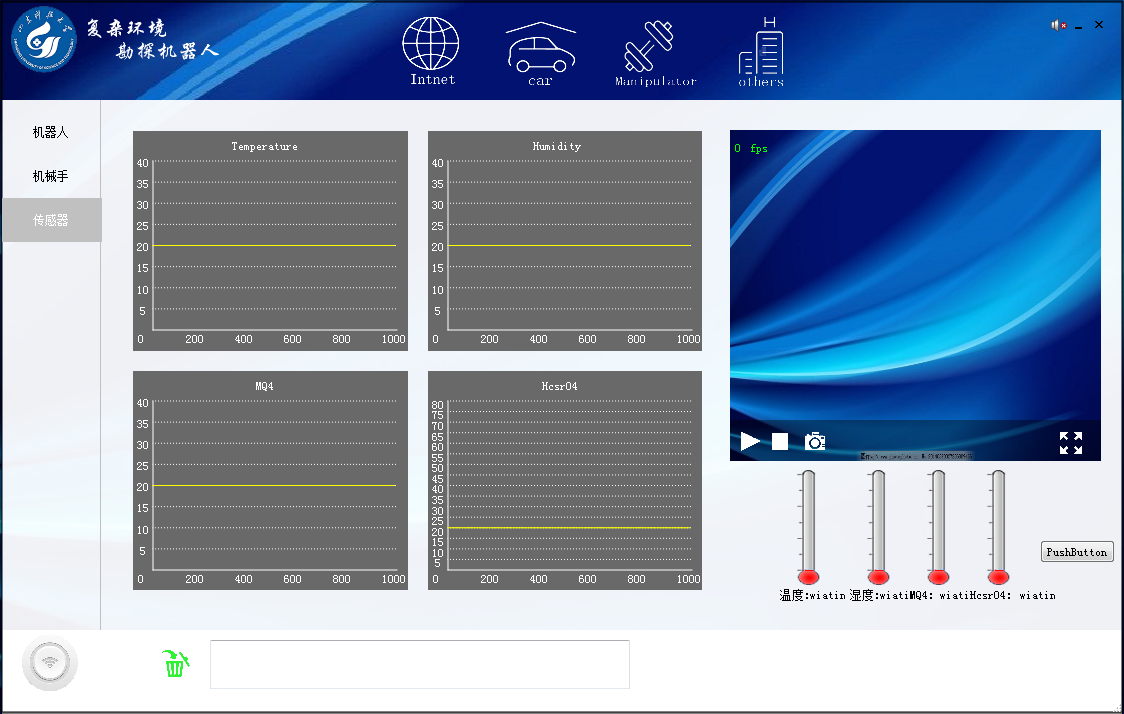 复杂环境
勘探机器人
Intnet
car
Manipulator
others
机器人
机械手
传感器
Temperature
40
35
30
25
20
15
10
5
0 200 400 600 800 1000
Humidity
40
35
30
25
20
15
10
5
0 200 400 600 800 1000
0 fps
MQ4
40
35
30
25
20
15
10
5
0 200 400 600 800 1000
HcsrO4
80
75
70
65
60
55
50
45
40
35
30
25
20
15
10
5
0 200 400 600 800 1000
PushButton
温度:wiatin 湿度:wiatiMQ4: wiatiHcsrO4: wiatin